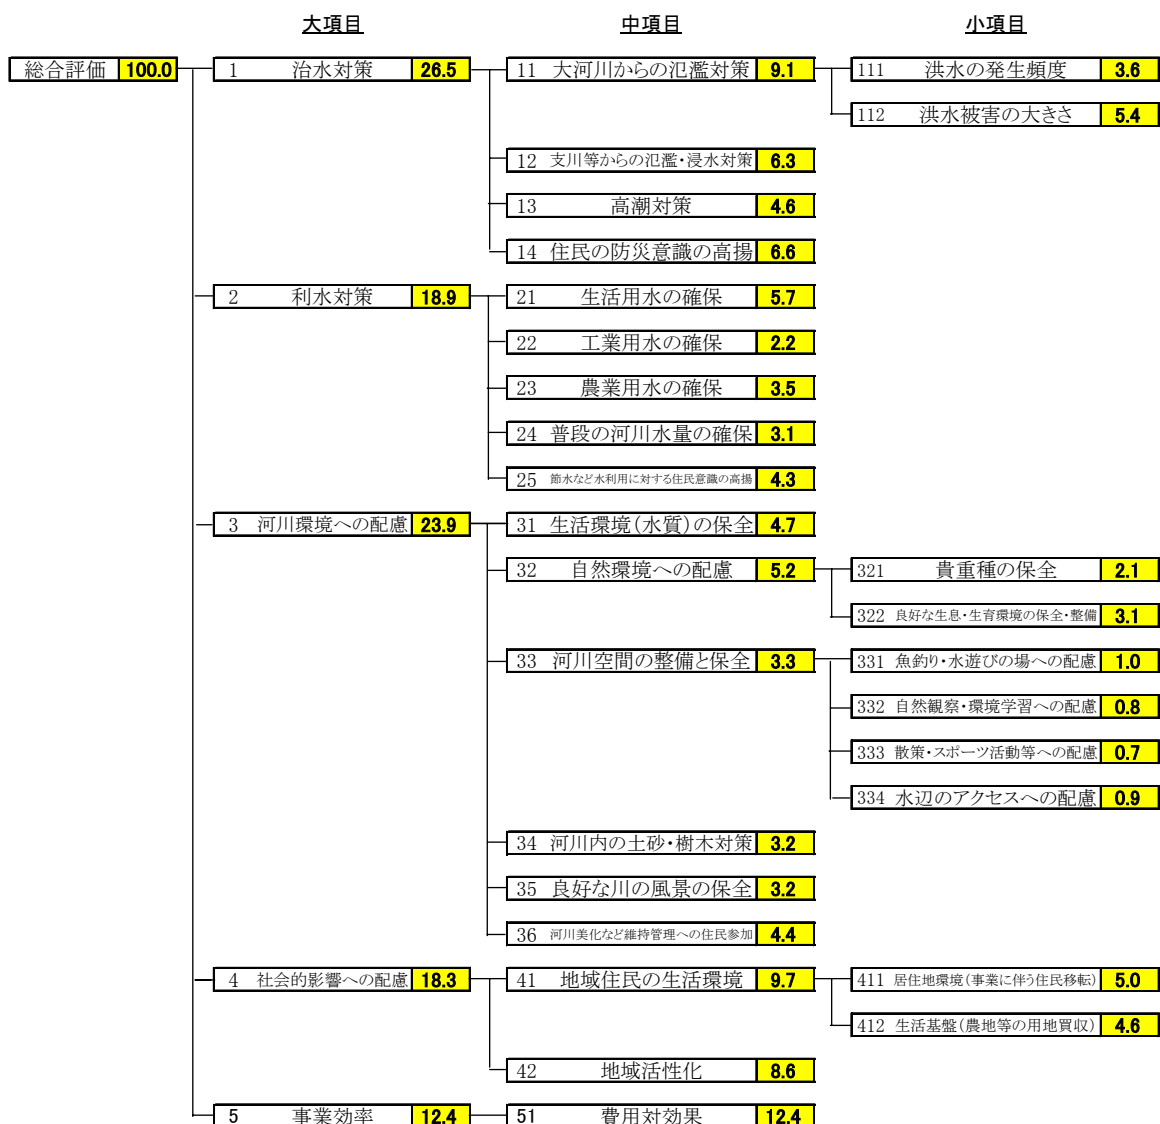 大項目 中項目 小項目
総合評価 100.0 1 治水対策 26.5 11 大河川からの氾濫対策 9.1 111 洪水の発生頻度 3.6
112 洪水被害の大きさ 5.4
12 支川等からの氾濫・浸水対策 6.3
13 高潮対策 4.6
14 住民の防災意識の高揚 6.6
2 利水対策 18.9 21 生活用水の確保 5.7
22 工業用水の確保 2.2
23 農業用水の確保 3.5
24 普段の河川水量の確保 3.1
25 節水など水利用に対する住民意識の高揚 4.3
3 河川環境への配慮 23.9 31 生活環境(水質)の保全 4.7
32 自然環境への配慮 5.2 321 貴重種の保全 2.1
322 良好な生息・生育環境の保全・整備 3.1
33 河川空間の整備と保全 3.3 331 魚釣り・水遊びの場への配慮 1.0
332 自然観察・環境学習への配慮 0.8
333 散策・スポーツ活動等への配慮 0.7
334 水辺のアクセスへの配慮 0.9
34 河川内の土砂・樹木対策 3.2
35 良好な川の風景の保全 3.2
36 河川美化など維持管理への住民参加 4.4
4 社会的影響への配慮 18.3 41 地域住民の生活環境 9.7 411 居住地環境(事業に伴う住民移転) 5.0
412 生活基盤(農地等の用地買収) 4.6
42 地域活性化 8.6
5 事業効率 12.4 51 費用対効果 12.4